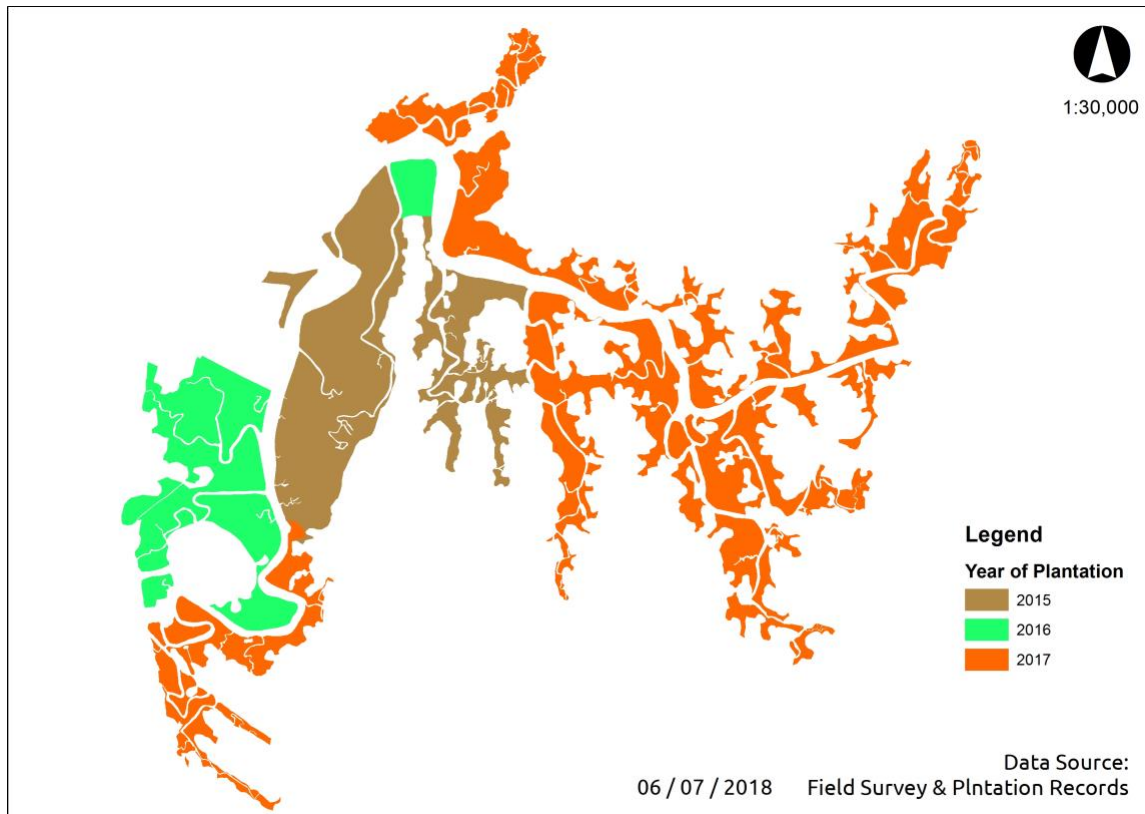 1:30,000
Legend
Year of Plantation
2015
2016
2017
Data Source:
06 / 07 / 2018 Field Survey & Plntation Records